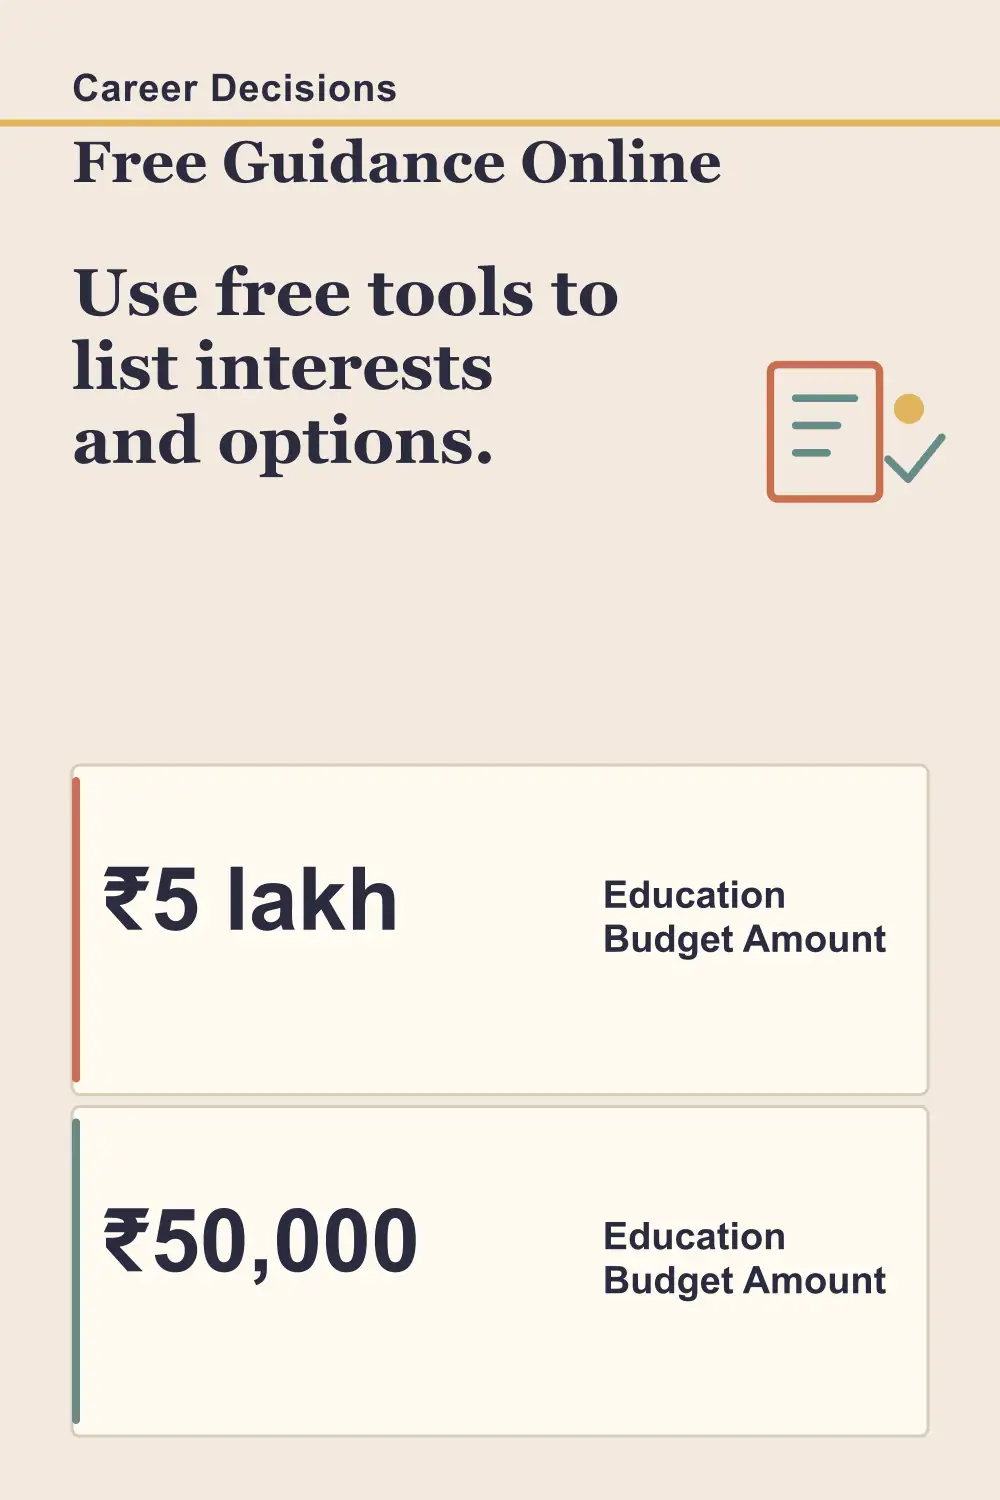 Career Decisions
Free Guidance Online
Use free tools to
list interests
and options.
₹5 lakh
Education
Budget Amount
₹50,000
Education
Budget Amount